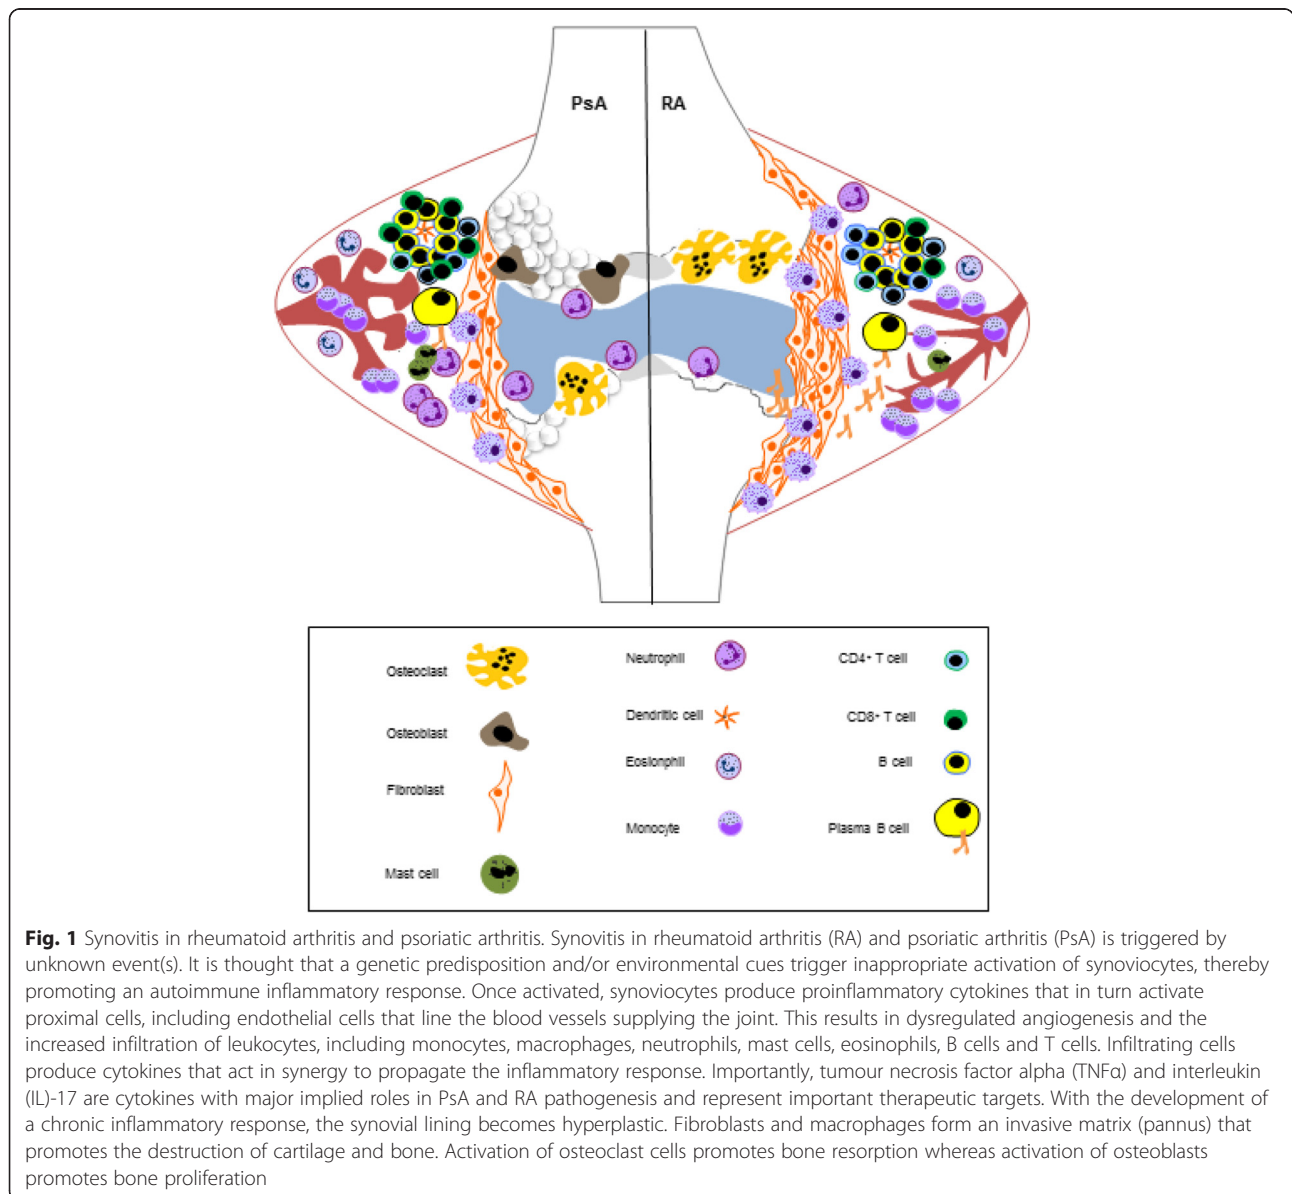 PsA RA
Osteoclast
Osteoblast
Fibroblast
Mast cell
Neutrophil
Dendritic cell
Eosionphil
Monocyte
CD4+ T cell
CD8+ T cell
B cell
Plasma B cell
Fig. 1 Synovitis in rheumatoid arthritis and psoriatic arthritis. Synovitis in rheumatoid arthritis (RA) and psoriatic arthritis (PsA) is triggered by
unknown event(s). It is thought that a genetic predisposition and/or environmental cues trigger inappropriate activation of synoviocytes, thereby
promoting an autoimmune inflammatory response. Once activated, synoviocytes produce proinflammatory cytokines that in turn activate
proximal cells, including endothelial cells that line the blood vessels supplying the joint. This results in dysregulated angiogenesis and the
increased infiltration of leukocytes, including monocytes, macrophages, neutrophils, mast cells, eosinophils, B cells and T cells. Infiltrating cells
produce cytokines that act in synergy to propagate the inflammatory response. Importantly, tumour necrosis factor alpha (TNFα) and interleukin
(IL)-17 are cytokines with major implied roles in PsA and RA pathogenesis and represent important therapeutic targets. With the development of
a chronic inflammatory response, the synovial lining becomes hyperplastic. Fibroblasts and macrophages form an invasive matrix (pannus) that
promotes the destruction of cartilage and bone. Activation of osteoclast cells promotes bone resorption whereas activation of osteoblasts
promotes bone proliferation